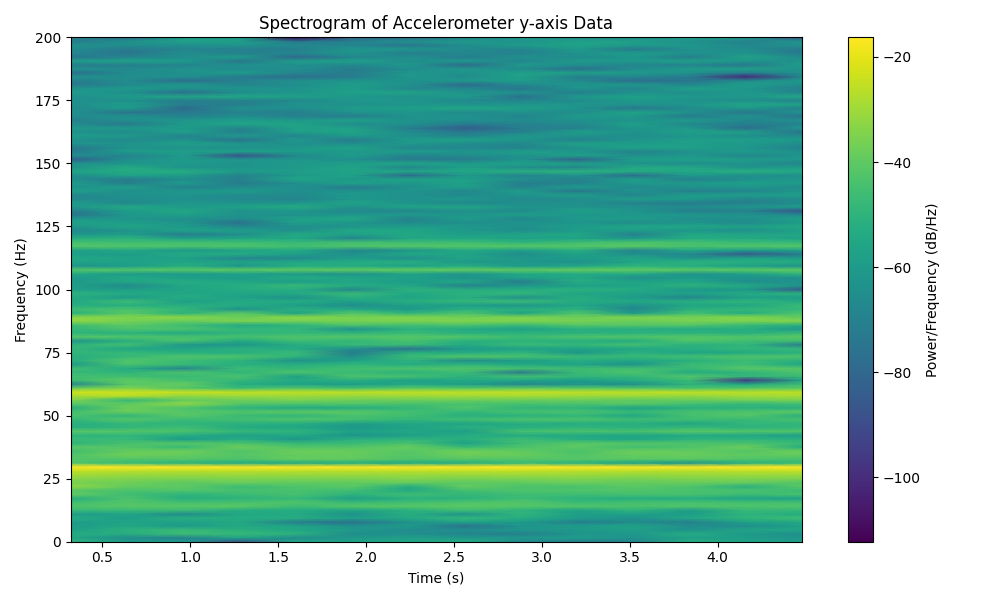 Spectrogram of Accelerometer y-axis Data
200
175
150
125
100
75
50
25
0
Frequency (Hz)
0.5 1.0 1.5 2.0 2.5 3.0 3.5 4.0
Time (s)
−20
−40
−60
−80
−100
Power/Frequency (dB/Hz)